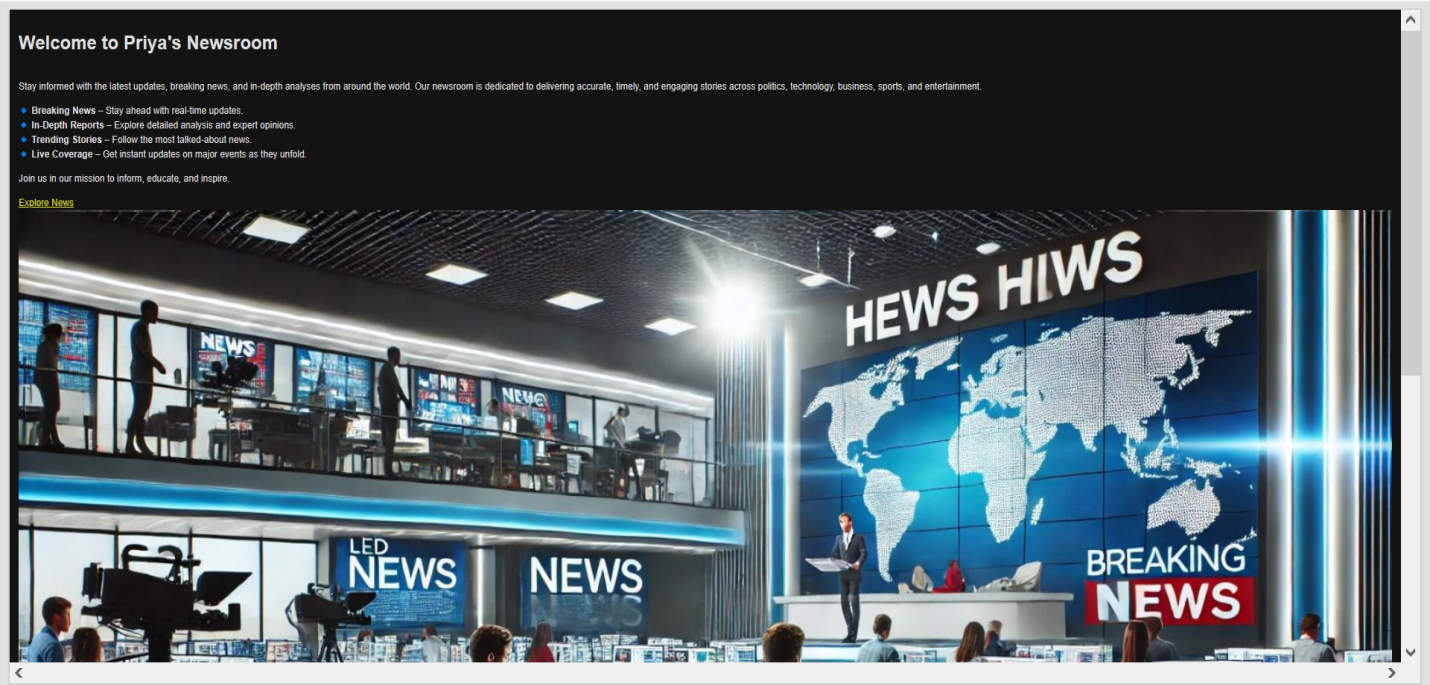 Welcome to Priya's Newsroom
Stay informed with the latest updates, breaking news, and in-depth analyses from around the world. Our newsroom is dedicated to delivering accurate, timely, and engaging stories across politics, technology, business, sports, and entertainment.
Breaking News – Stay ahead with real-time updates.
In-Depth Reports – Explore detailed analysis and expert opinions.
Trending Stories – Follow the most talked-about news.
Live Coverage – Get instant updates on major events as they unfold.
Join us in our mission to inform, educate, and inspire.
Explore News
HEWS HIWS
NEWS
LED
NEWS
NEWS
BREAKING
NEWS